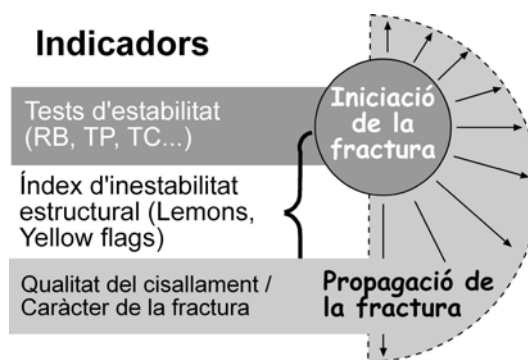 Indicadors
Tests d'estabilitat
(RB, TP, TC...)
Iniciació
de la
fractura
Índex d'inestabilitat
estructural (Lemons,
Yellow flags)
Qualitat del cisallament /
Caràcter de la fractura
Propagació de
la fractura